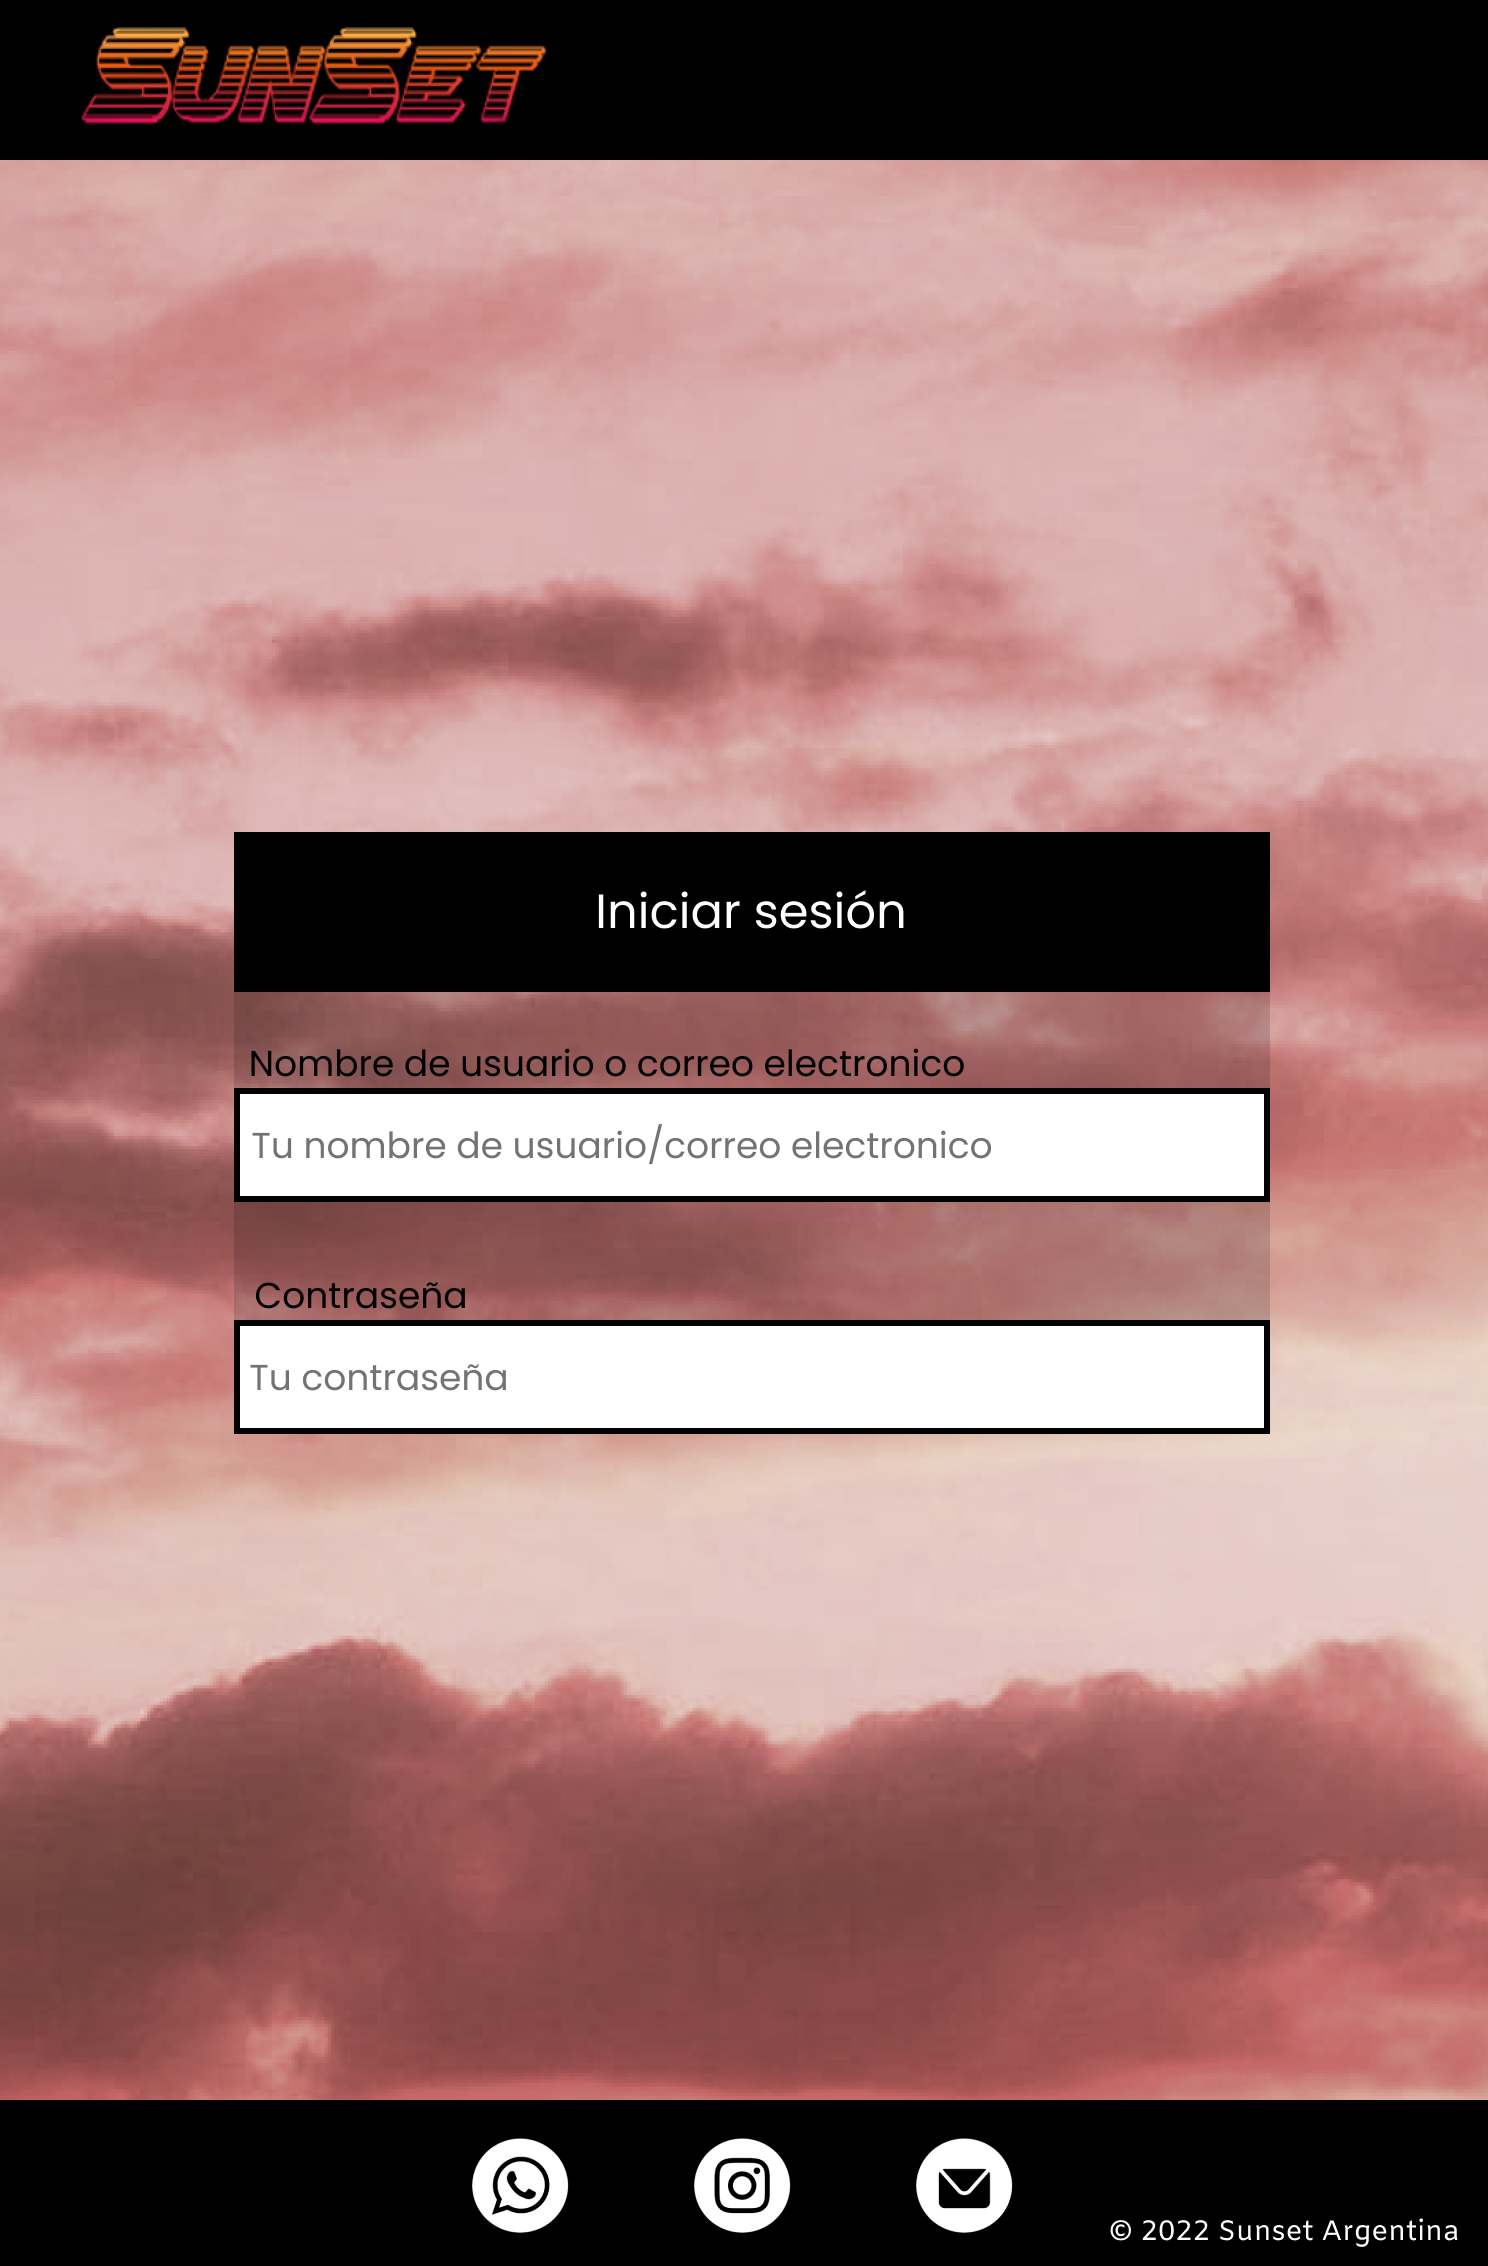 SUNSET
Iniciar sesión
Nombre de usuario o correo electronico
Tu nombre de usuario/correo electronico
Contraseña
Tu contraseña
© 2022 Sunset Argentina